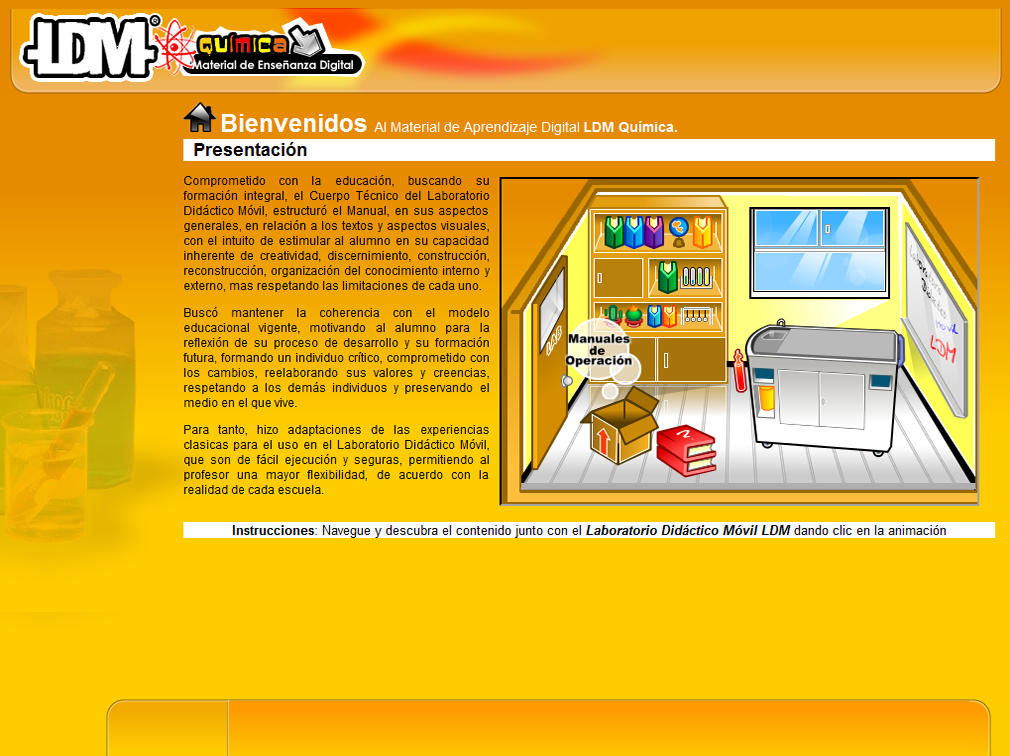 LDM®
QUÍMICA
Material de Enseñanza Digital
Bienvenidos Al Material de Aprendizaje Digital LDM Química.
Presentación
Comprometido con la educación, buscando su
formación integral, el Cuerpo Técnico del Laboratorio
Didáctico Móvil, estructuró el Manual, en sus aspectos
generales, en relación a los textos y aspectos visuales,
con el intuito de estimular al alumno en su capacidad
inherente de creatividad, discernimiento, construcción,
reconstrucción, organización del conocimiento interno y
externo, mas respetando las limitaciones de cada uno.
Buscó mantener la coherencia con el modelo
educacional vigente, motivando al alumno para la
reflexión de su proceso de desarrollo y su formación
futura, formando un individuo crítico, comprometido con
los cambios, reelaborando sus valores y creencias,
respetando a los demás individuos y preservando el
medio en el que vive.
Para tanto, hizo adaptaciones de las experiencias
clasicas para el uso en el Laboratorio Didáctico Móvil,
que son de fácil ejecución y seguras, permitiendo al
profesor una mayor flexibilidad, de acuerdo con la
realidad de cada escuela.
LAB
Manuales
de
Operación
Laboratorio
Didáctico
Móvil
LDM
Instrucciones: Navegue y descubra el contenido junto con el Laboratorio Didáctico Móvil LDM dando clic en la animación